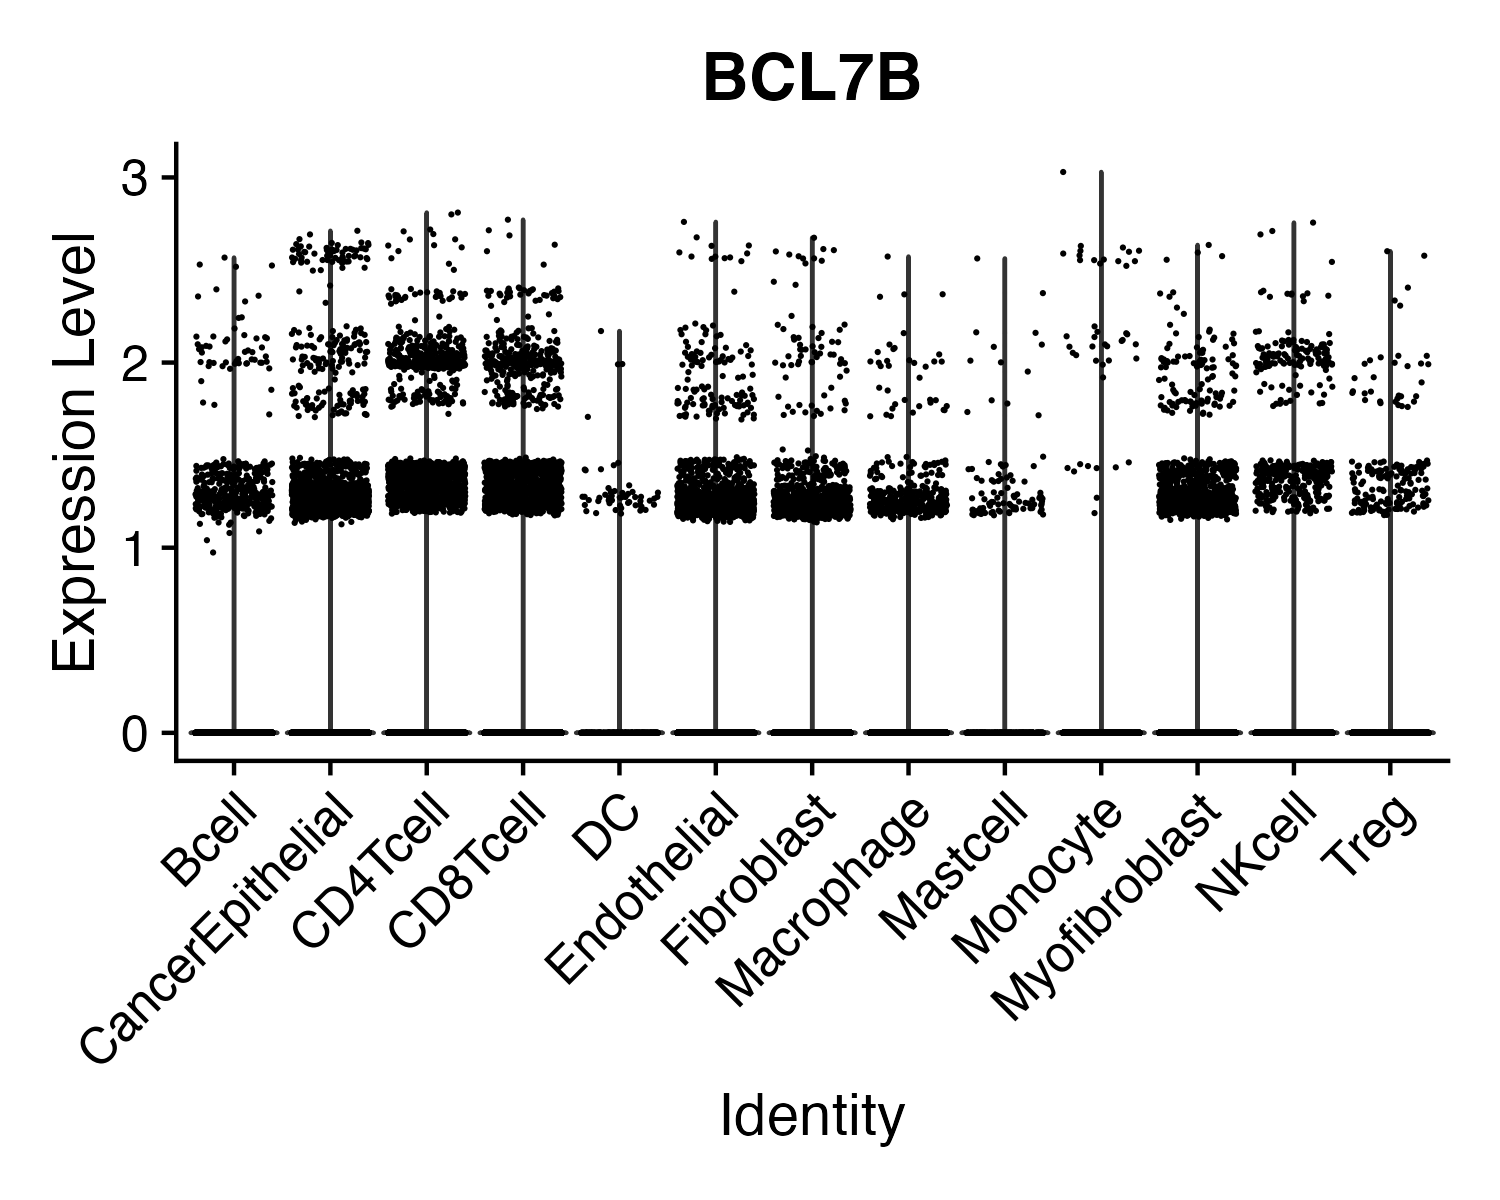 BCL7B
Expression Level
3
2
1
0
Bcell
CancerEpithelial
CD4Tcell
CD8Tcell
DC
Endothelial
Fibroblast
Macrophage
Mastcell
Monocyte
Myofibroblast
NKcell
Treg
Identity